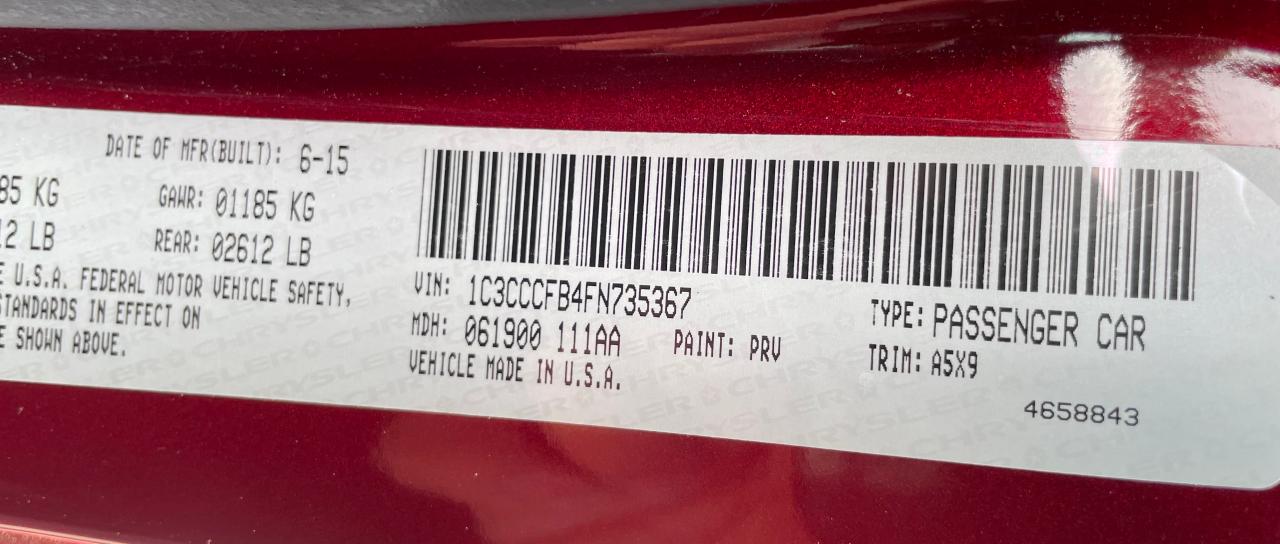 DATE OF MFR(BUILT): 6-15
85 KG GAWR: 01185 KG
12 LB REAR: 02612 LB
E U.S.A. FEDERAL MOTOR VEHICLE SAFETY,
STANDARDS IN EFFECT ON
E SHOWN ABOVE.
VIN: 1C3CCCFB4FN735367
TYPE: PASSENGER CAR
MDH: 061900 111AA PAINT: PRV
TRIM: A5X9
VEHICLE MADE IN U.S.A.
4658843